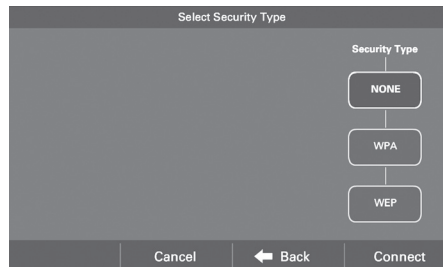 Select Security Type
Security Type
NONE
WPA
WEP
Cancel
Back
Connect